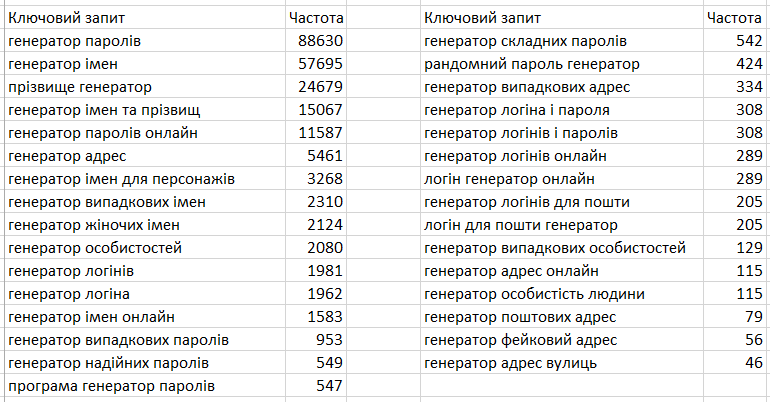 Ключовий запит Частота Ключовий запит Частота
генератор паролів 88630 генератор складних паролів 542
генератор імен 57695 рандомний пароль генератор 424
прізвище генератор 24679 генератор випадкових адрес 334
генератор імен та прізвищ 15067 генератор логіна і пароля 308
генератор паролів онлайн 11587 генератор логінів і паролів 308
генератор адрес 5461 генератор логінів онлайн 289
генератор імен для персонажів 3268 логін генератор онлайн 289
генератор випадкових імен 2310 генератор логінів для пошти 205
генератор жіночих імен 2124 логін для пошти генератор 205
генератор особистостей 2080 генератор випадкових особистостей 129
генератор логінів 1981 генератор адрес онлайн 115
генератор логіна 1962 генератор особистість людини 115
генератор імен онлайн 1583 генератор поштових адрес 79
генератор випадкових паролів 953 генератор фейковий адрес 56
генератор надійних паролів 549 генератор адрес вулиць 46
програма генератор паролів 547